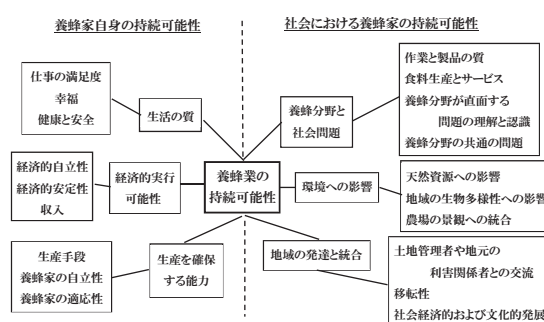 養蜂家自身の持続可能性
社会における養蜂家の持続可能性
仕事の満足度
幸福
健康と安全
生活の質
養蜂分野と
社会問題
作業と製品の質
食料生産とサービス
養蜂分野が直面する
問題の理解と認識
養蜂分野の共通の問題
経済的自立性
経済的安定性
収入
経済的実行
可能性
養蜂業の
持続可能性
環境への影響
天然資源への影響
地域の生物多様性への影響
農場の景観への統合
生産手段
養蜂家の自立性
養蜂家の適応性
生産を確保
する能力
地域の発達と統合
土地管理者や地元の
利害関係者との交流
移転性
社会経済的および文化的発展